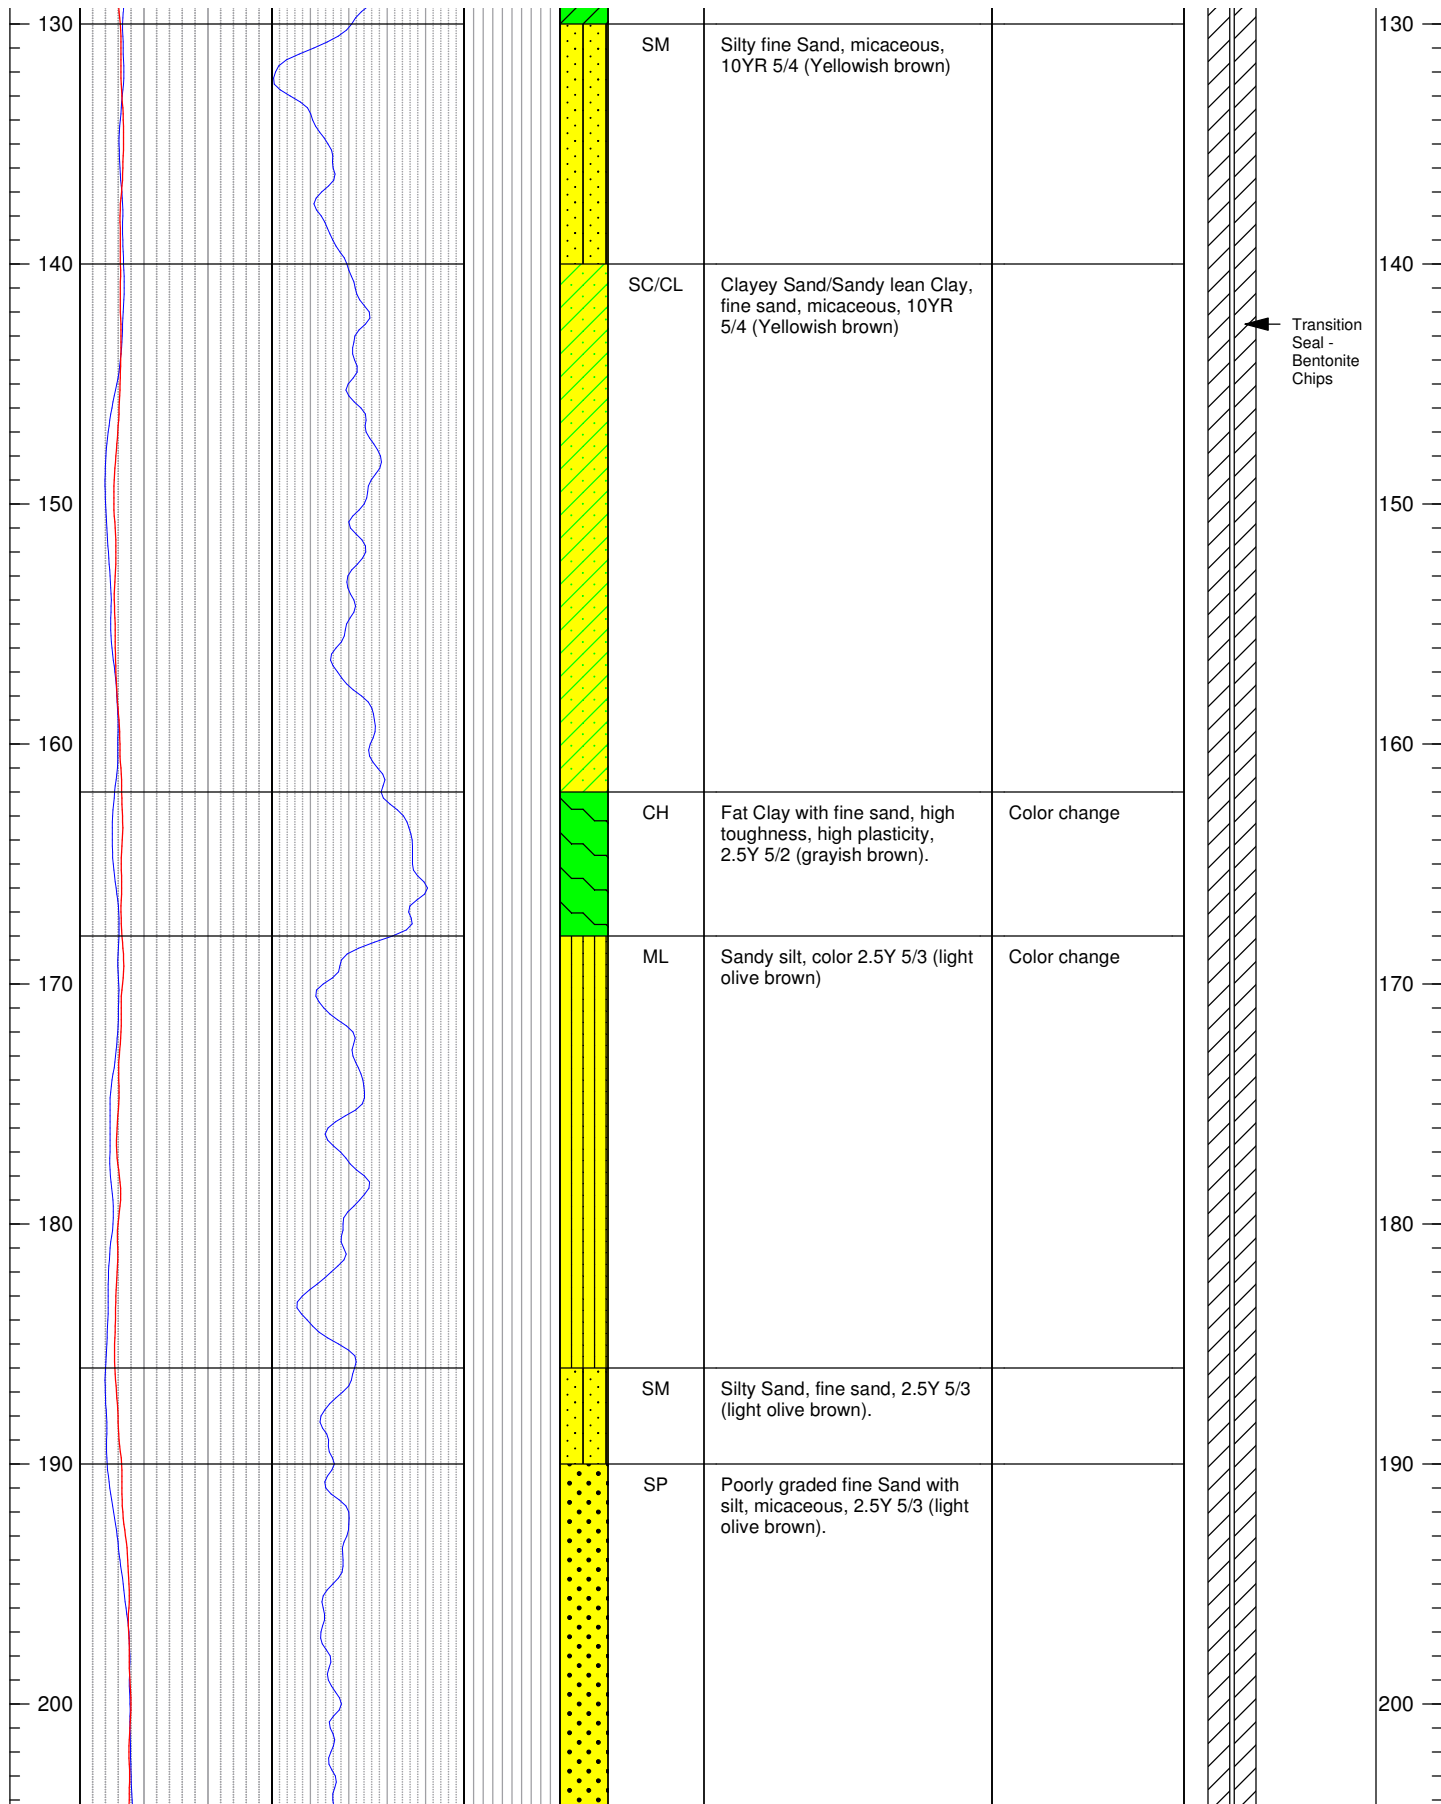 130
SM
Silty fine Sand, micaceous,
10YR 5/4 (Yellowish brown)
130
140
SC/CL
Clayey Sand/Sandy lean Clay,
fine sand, micaceous, 10YR
5/4 (Yellowish brown)
140
Transition
Seal -
Bentonite
Chips
150
150
160
160
CH
Fat Clay with fine sand, high
toughness, high plasticity,
2.5Y 5/2 (grayish brown).
Color change
ML
Sandy silt, color 2.5Y 5/3 (light
olive brown)
Color change
170
170
180
180
SM
Silty Sand, fine sand, 2.5Y 5/3
(light olive brown).
190
SP
Poorly graded fine Sand with
silt, micaceous, 2.5Y 5/3 (light
olive brown).
190
200
200